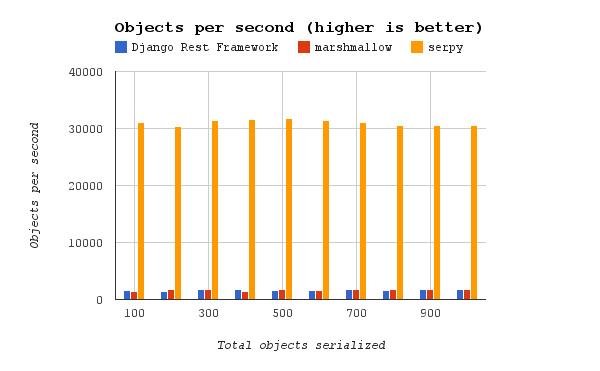 Objects per second (higher is better)
Django Rest Framework marshmallow serpy
40000
30000
20000
10000
0
Objects per second
100 300 500 700 900
Total objects serialized